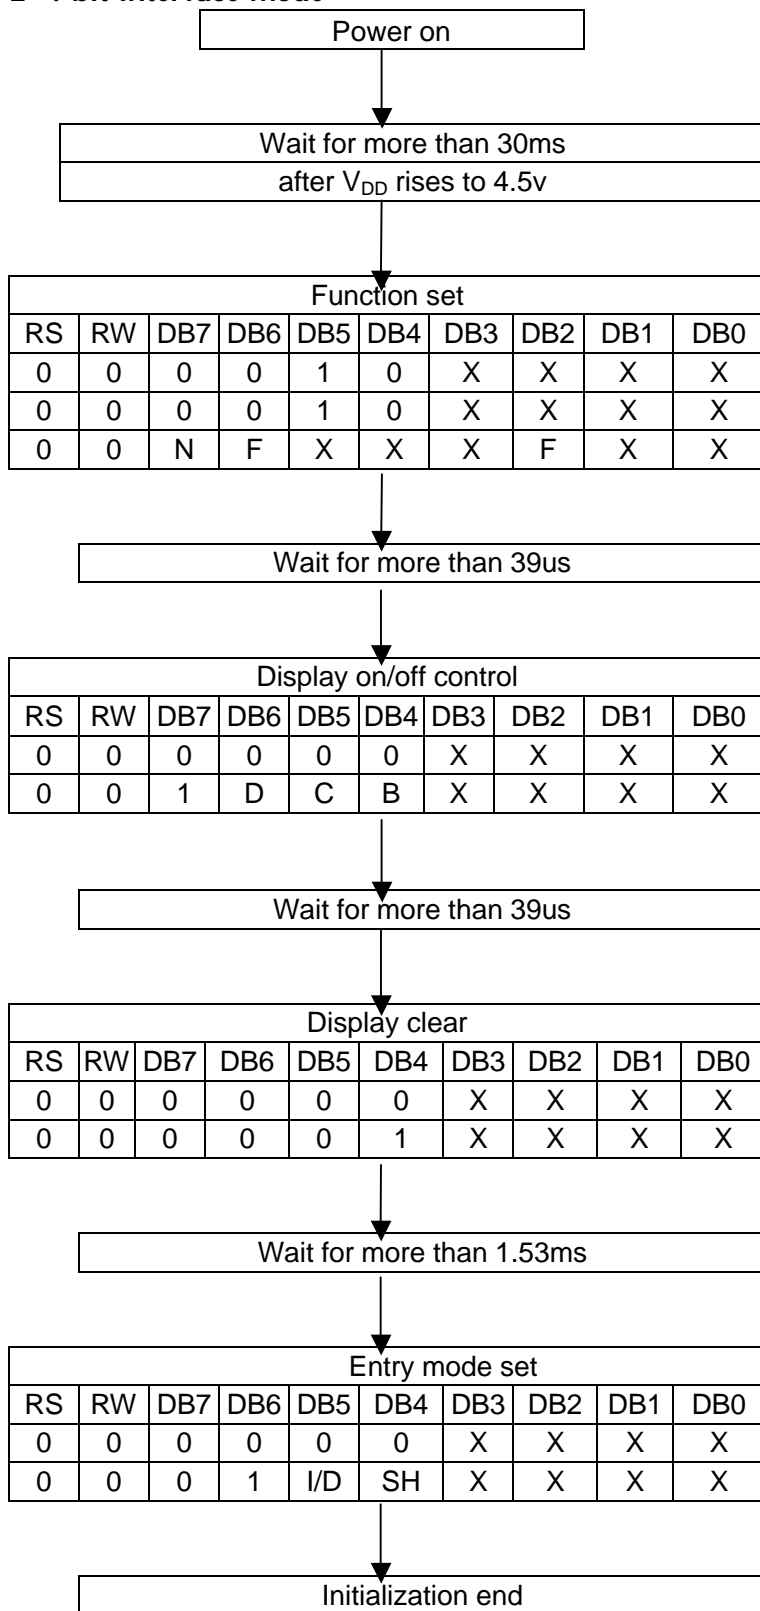 Power on
Wait for more than 30ms
after VDD rises to 4.5v
Function set
RS RW DB7 DB6 DB5 DB4 DB3 DB2 DB1 DB0
0 0 0 0 1 0 X X X X
0 0 0 0 1 0 X X X X
0 0 N F X X X F X X
Wait for more than 39us
Display on/off control
RS RW DB7 DB6 DB5 DB4 DB3 DB2 DB1 DB0
0 0 0 0 0 0 X X X X
0 0 1 D C B X X X X
Wait for more than 39us
Display clear
RS RW DB7 DB6 DB5 DB4 DB3 DB2 DB1 DB0
0 0 0 0 0 0 X X X X
0 0 0 0 0 1 X X X X
Wait for more than 1.53ms
Entry mode set
RS RW DB7 DB6 DB5 DB4 DB3 DB2 DB1 DB0
0 0 0 0 0 0 X X X X
0 0 0 1 I/D SH X X X X
Initialization end